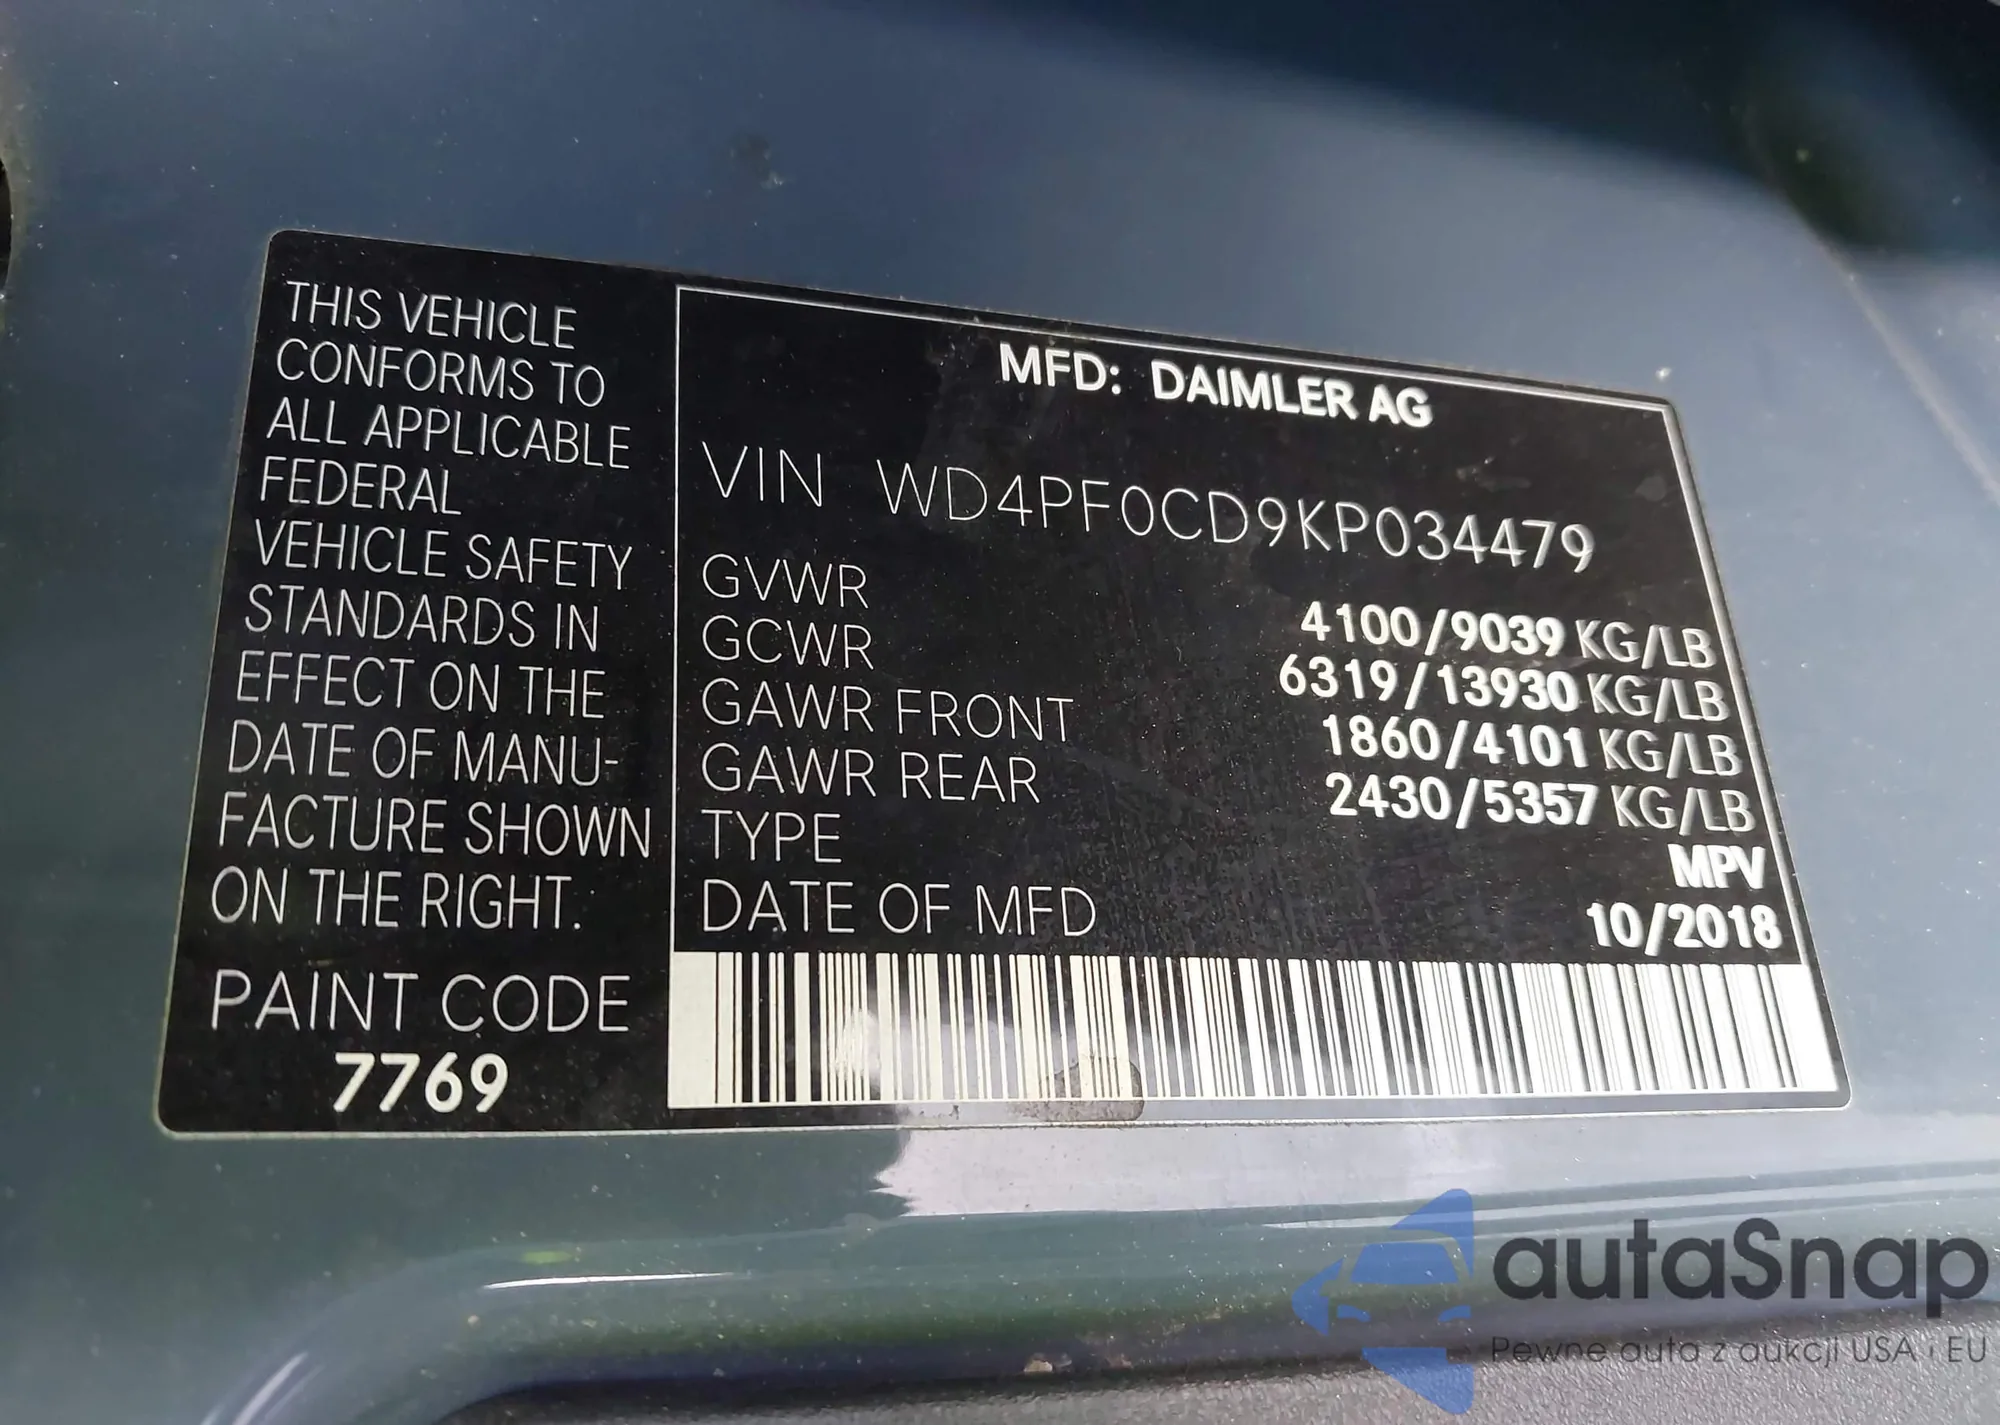 THIS VEHICLE
CONFORMS TO
ALL APPLICABLE
FEDERAL
VEHICLE SAFETY
STANDARDS IN
EFFECT ON THE
DATE OF MANU-
FACTURE SHOWN
ON THE RIGHT.
PAINT CODE
7769
MFD: DAIMLER AG
VIN WD4PF0CD9KP034479
GVWR 4100/9039 KG/LB
GCWR 6319/13930 KG/LB
GAWR FRONT 1860/4101 KG/LB
GAWR REAR 2430/5357 KG/LB
TYPE MPV
DATE OF MFD 10/2018
autaSnap
Pewne auta z aukcji USA i EU